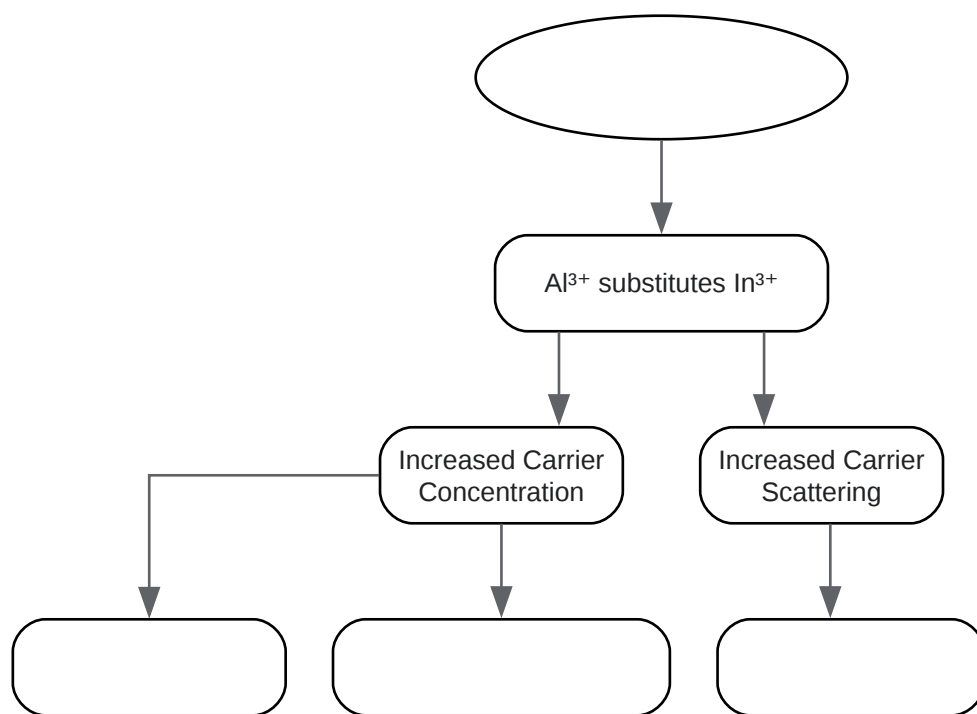 Al³⁺ substitutes In³⁺
Increased Carrier
Concentration
Increased Carrier
Scattering